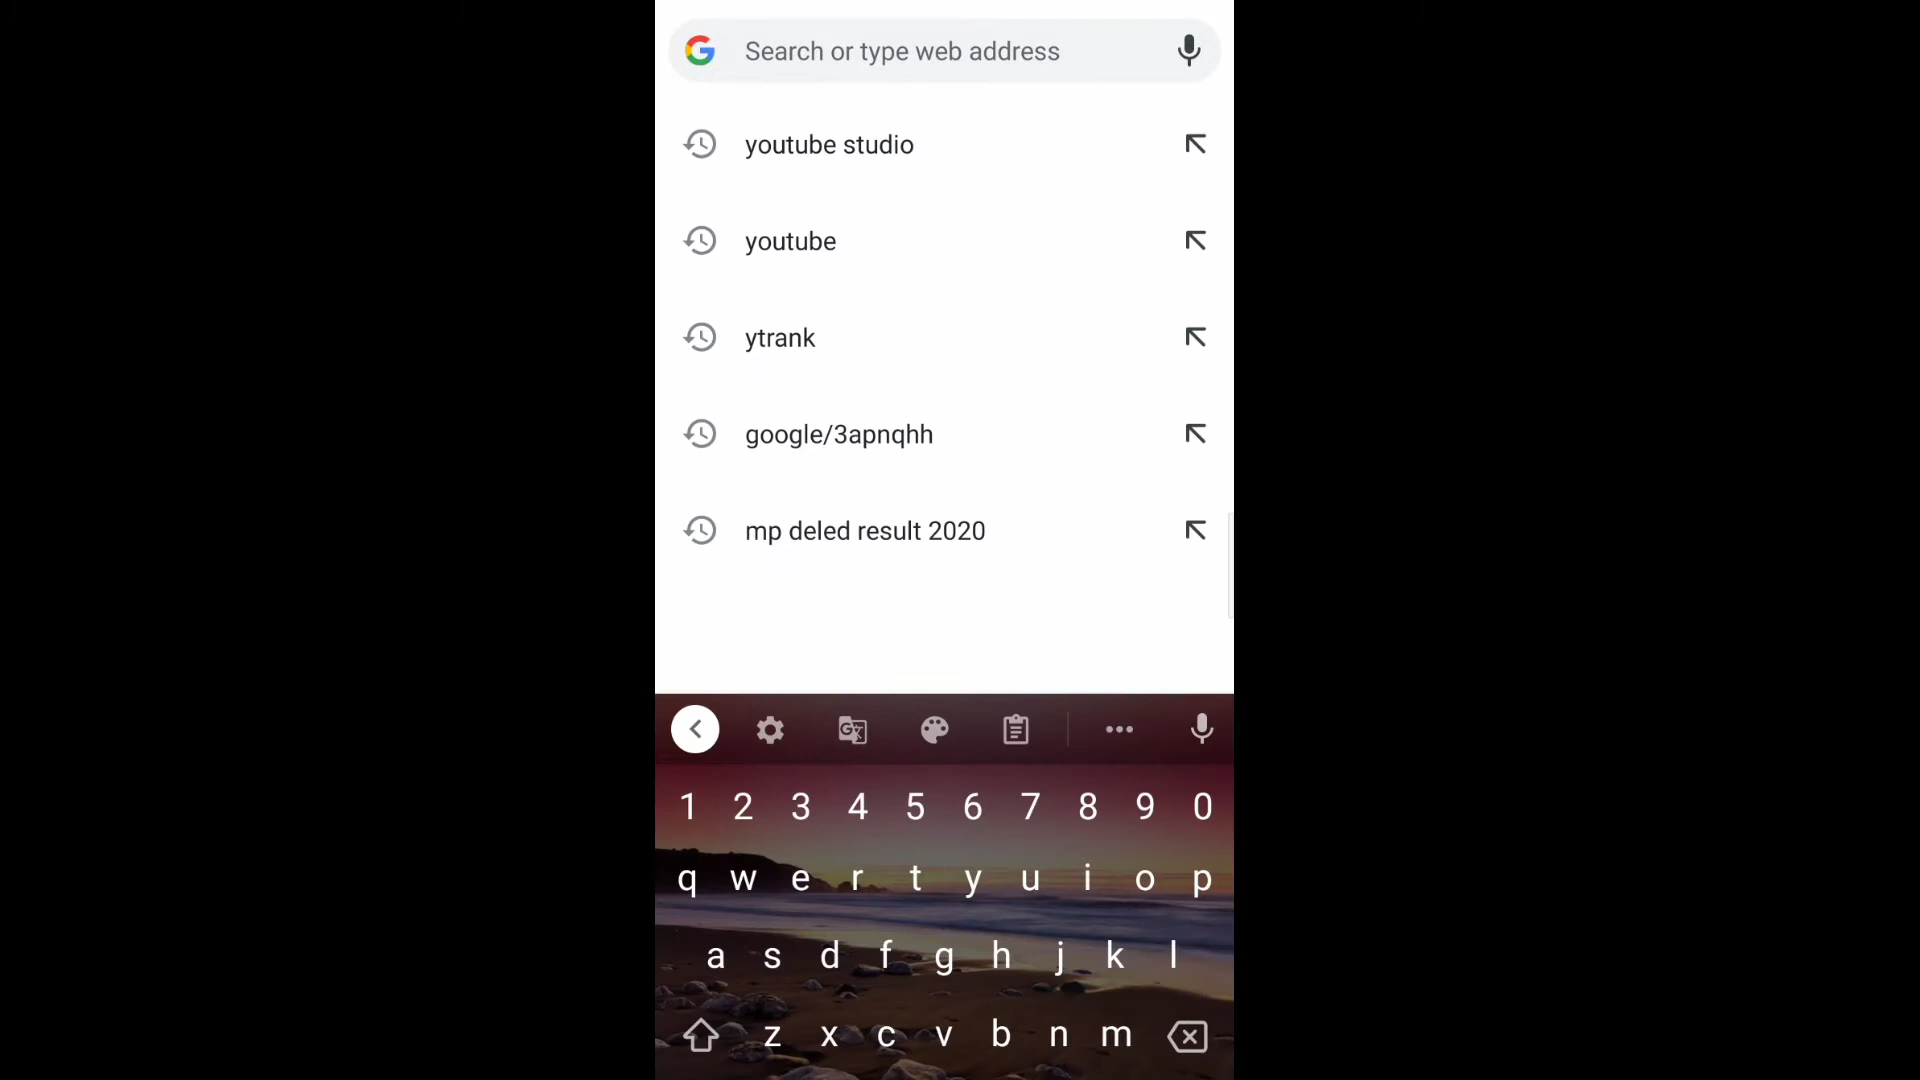 Search or type web address
youtube studio
youtube
ytrank
google/3apnqhh
mp deled result 2020
1 2 3 4 5 6 7 8 9 0
q w e r t y u i o p
a s d f g h j k l
z x c v b n m